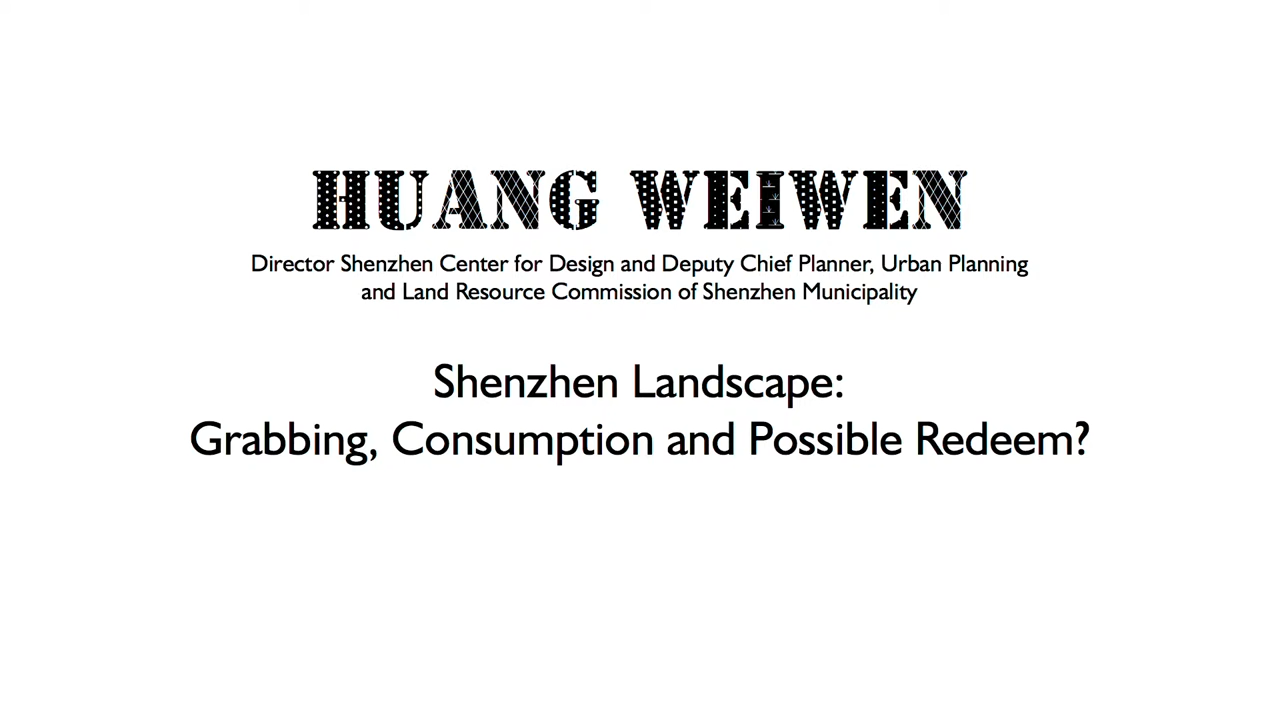 HUANG WEIWEN
Director Shenzhen Center for Design and Deputy Chief Planner, Urban Planning
and Land Resource Commission of Shenzhen Municipality
Shenzhen Landscape:
Grabbing, Consumption and Possible Redeem?